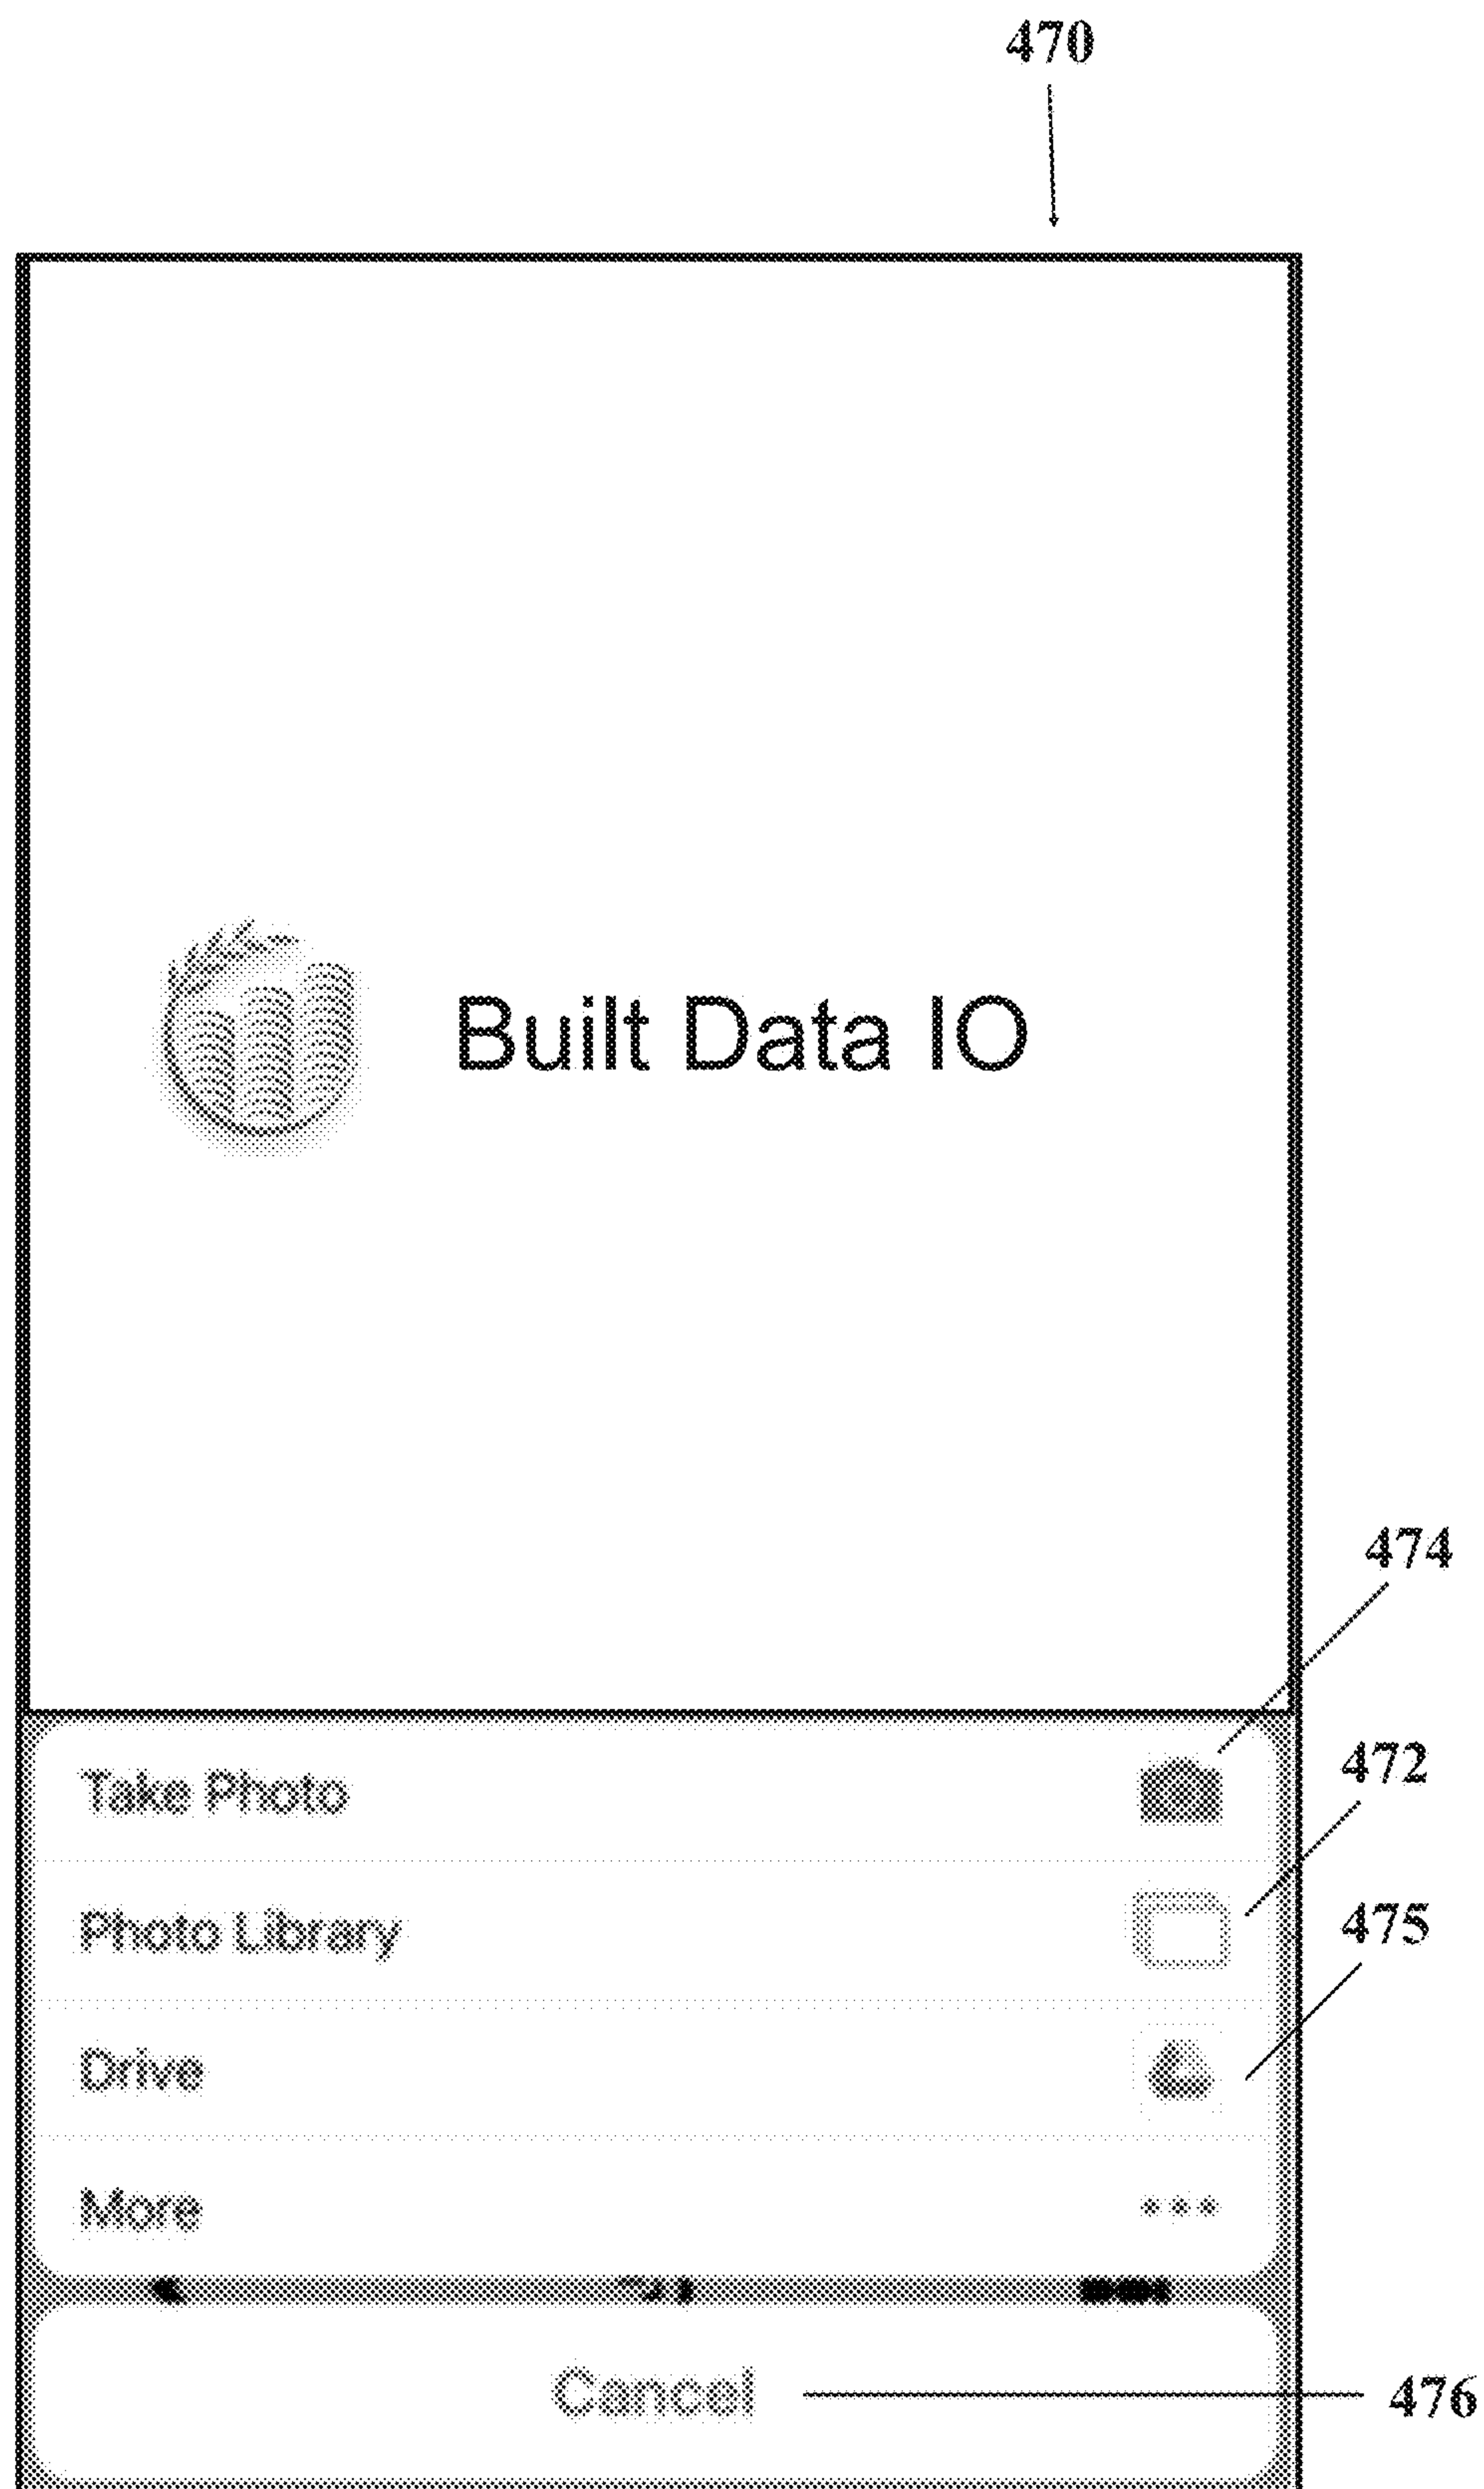 470
Built Data IO
474
Take Photo
472
Photo Library
475
Drive
More
Cancel
476